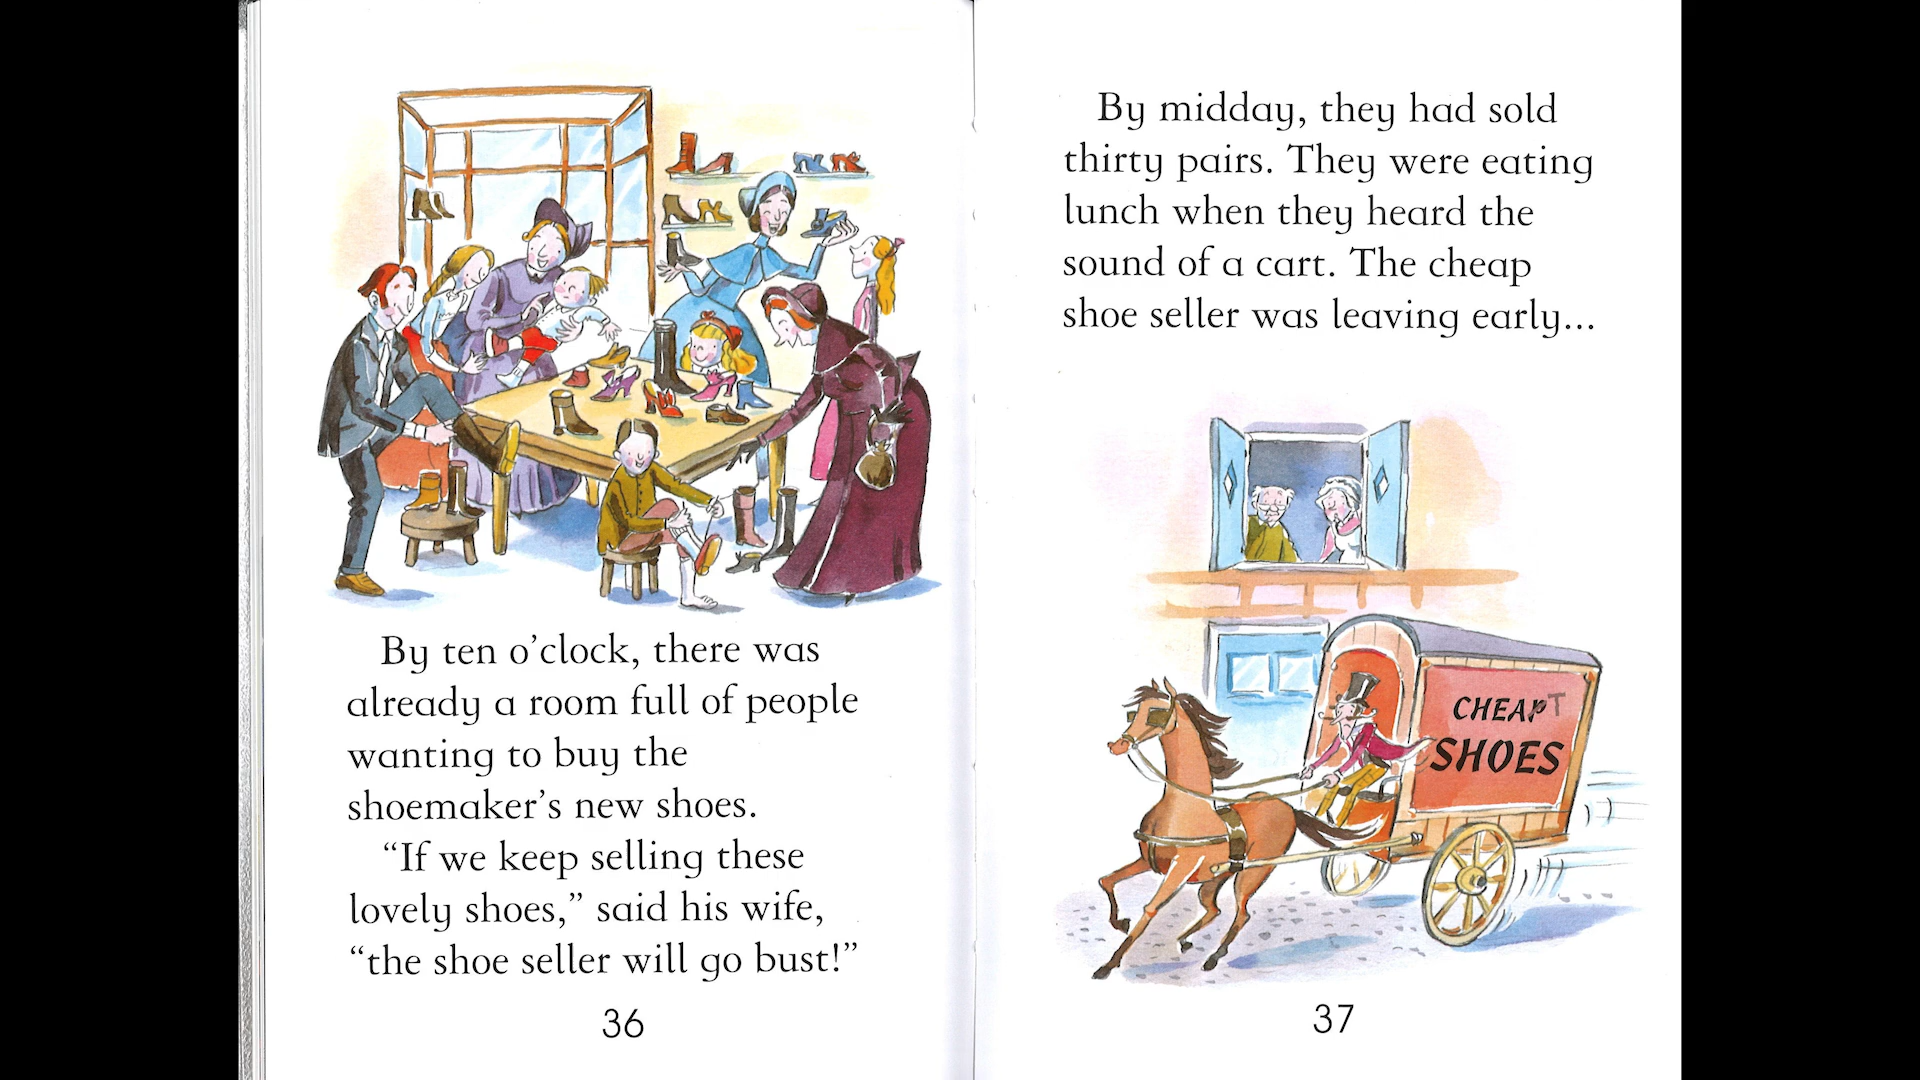 By ten o’clock, there was
already a room full of people
wanting to buy the
shoemaker’s new shoes.
“If we keep selling these
lovely shoes,” said his wife,
“the shoe seller will go bust!”
36
By midday, they had sold
thirty pairs. They were eating
lunch when they heard the
sound of a cart. The cheap
shoe seller was leaving early...
CHEAPT
SHOES
37